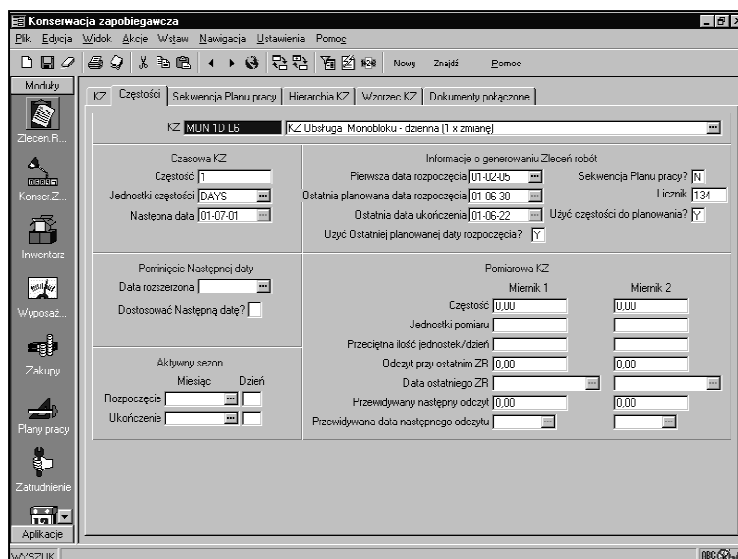 Konserwacja zapobiegawcza
Plik Edycja Widok Akcje Wstaw Nawigacja Ustawienia Pomoc
Nowy Znajdź Pomoc
Moduły
Zlecen.R...
Konser.Z...
Inwentarz
Wyposaż...
Zakupy
Plany pracy
Zatrudnienie
Aplikacje
KZ Częstości Sekwencja Planu pracy Hierarchia KZ Wzorzec KZ Dokumenty połączone
KZ MON 1D L6 KZ Obsługa Monobloku - dzienna (1 x zmianę)
Czasowa KZ
Częstość 1
Jednostki częstości DAYS
Następna data 01-07-01
Informacje o generowaniu Zleceń robót
Pierwsza data rozpoczęcia 01-02-05 Sekwencja Planu pracy? N
Ostatnia planowana data rozpoczęcia 01-06-30 Licznik 134
Ostatnia data ukończenia 01-06-22 Użyć częstości do planowania? Y
Użyć Ostatniej planowanej daty rozpoczęcia? Y
Pominięcie Następnej daty
Data rozszerzona
Dostosować Następną datę?
Aktywny sezon
Miesiąc Dzień
Rozpoczęcie
Ukończenie
Pomiarowa KZ
Miernik 1 Miernik 2
Częstość 0,00 0,00
Jednostki pomiaru
Przeciętna ilość jednostek/dzień
Odczyt przy ostatnim ZR 0,00 0,00
Data ostatniego ZR
Przewidywany następny odczyt 0,00 0,00
Przewidywana data następnego odczytu
WYSZUK
ABC